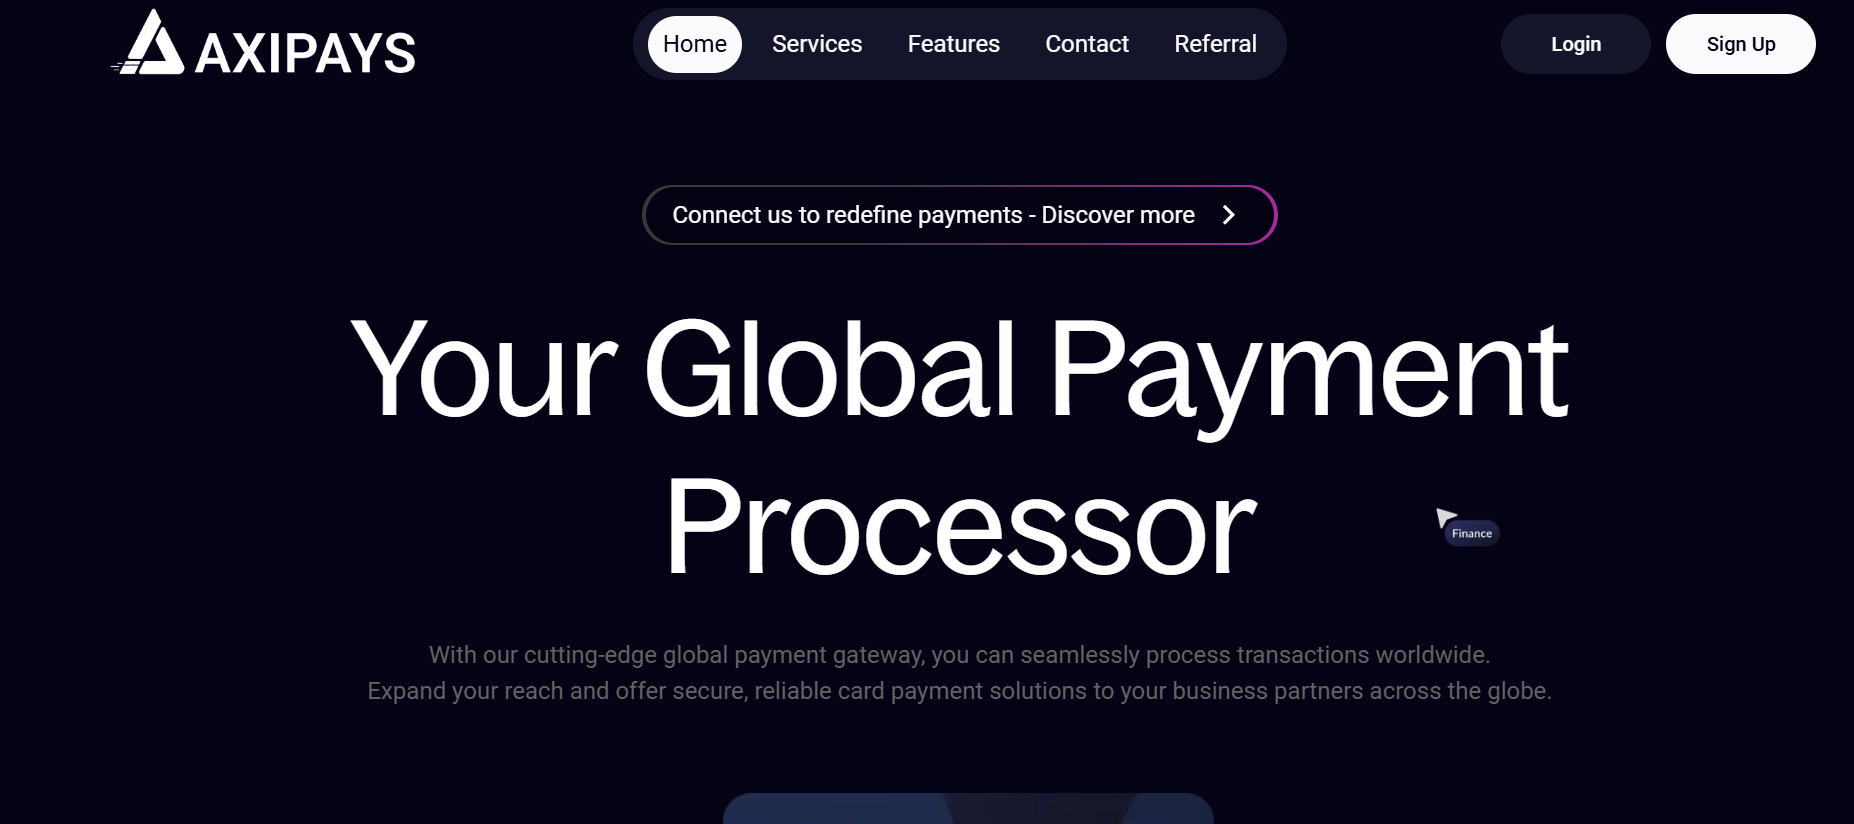 AXIPAYS
Home Services Features Contact Referral
Login Sign Up
Connect us to redefine payments - Discover more
Your Global Payment
Processor
Finance
With our cutting-edge global payment gateway, you can seamlessly process transactions worldwide.
Expand your reach and offer secure, reliable card payment solutions to your business partners across the globe.